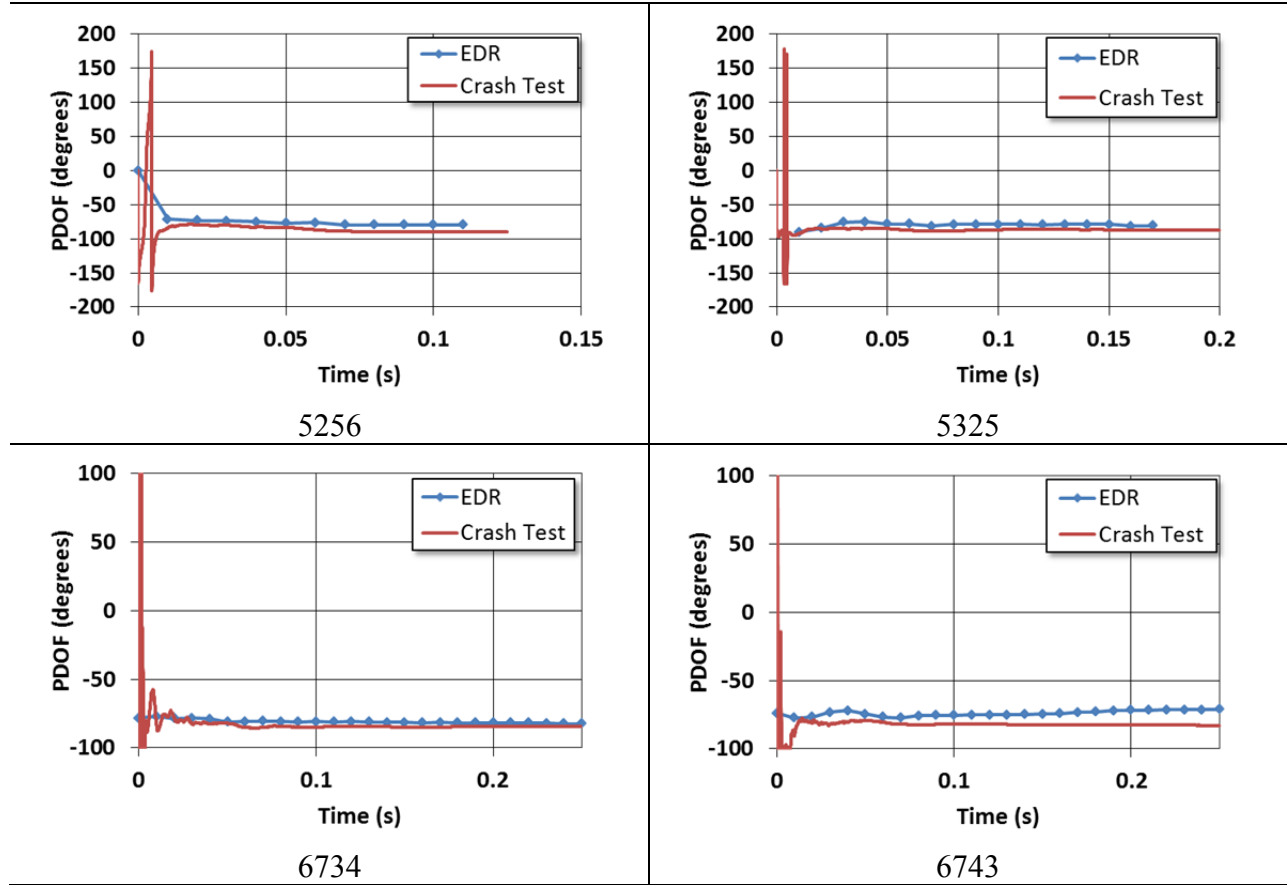 200
150
100
50
0
-50
-100
-150
-200
PDOF (degrees)
EDR
Crash Test
0 0.05 0.1 0.15
Time (s)
5256
200
150
100
50
0
-50
-100
-150
-200
PDOF (degrees)
EDR
Crash Test
0 0.05 0.1 0.15 0.2
Time (s)
5325
100
50
0
-50
-100
PDOF (degrees)
EDR
Crash Test
0 0.1 0.2
Time (s)
6734
100
50
0
-50
-100
PDOF (degrees)
EDR
Crash Test
0 0.1 0.2
Time (s)
6743